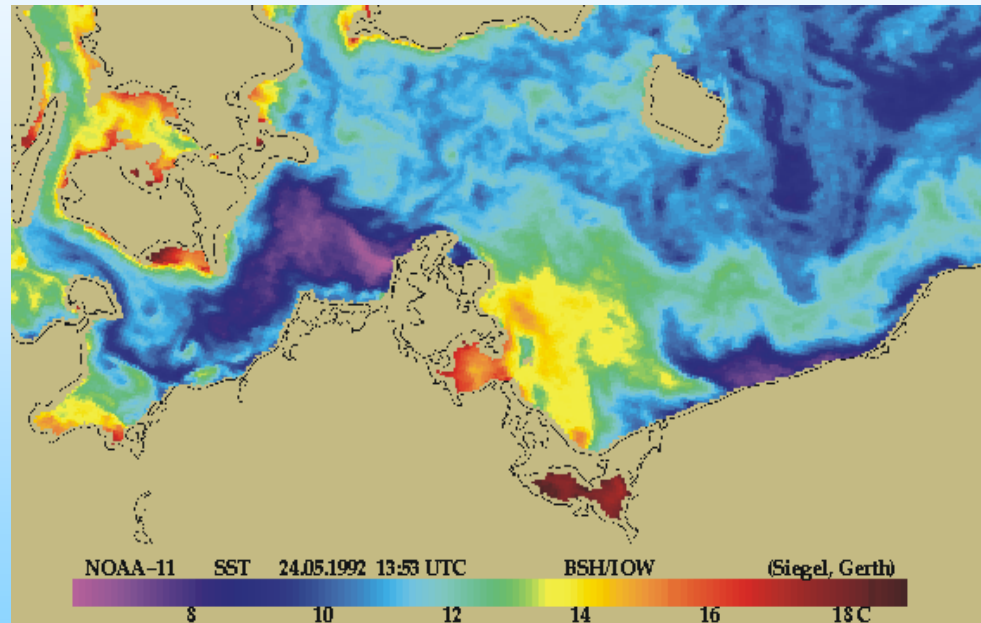 NOAA-11 SST 24.05.1992 13:53 UTC BSH/IOW (Siegel, Gerth)
8 10 12 14 16 18 C